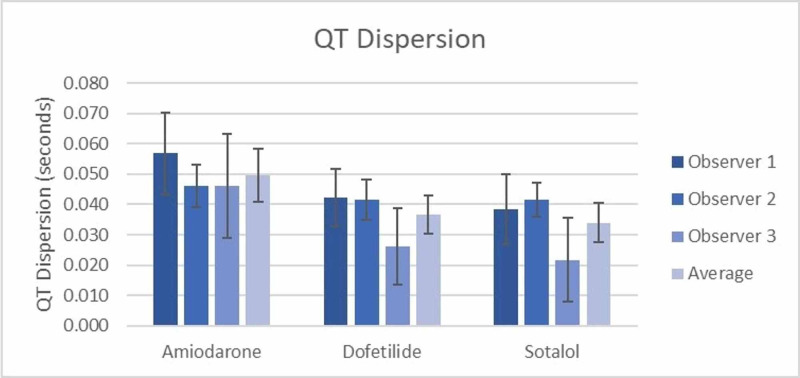 QT Dispersion
QT Dispersion (seconds)
0.080
0.070
0.060
0.050
0.040
0.030
0.020
0.010
0.000
Amiodarone Dofetilide Sotalol
Observer 1
Observer 2
Observer 3
Average